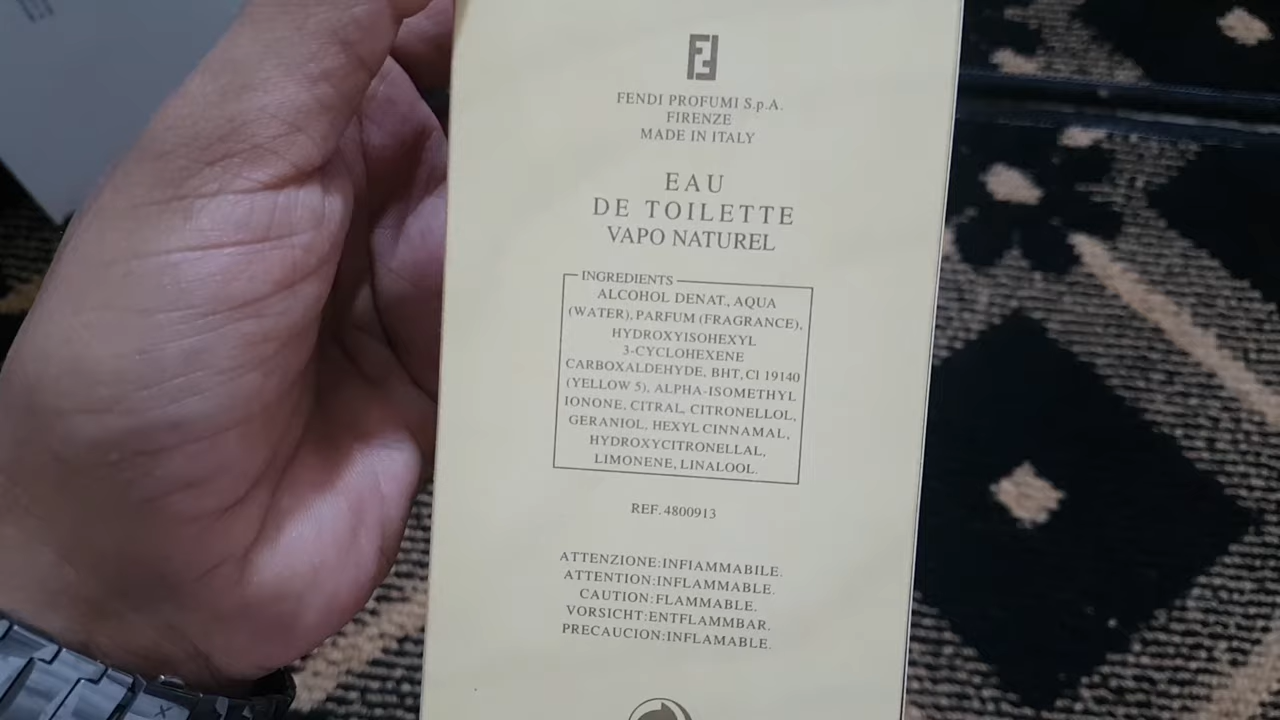 FENDI PROFUMI S.p.A.
FIRENZE
MADE IN ITALY
EAU
DE TOILETTE
VAPO NATUREL
INGREDIENTS
ALCOHOL DENAT., AQUA
(WATER), PARFUM (FRAGRANCE),
HYDROXYISOHEXYL
3-CYCLOHEXENE
CARBOXALDEHYDE, BHT, CI 19140
(YELLOW 5), ALPHA-ISOMETHYL
IONONE, CITRAL, CITRONELLOL,
GERANIOL, HEXYL CINNAMAL,
HYDROXYCITRONELLAL,
LIMONENE, LINALOOL.
REF. 4800913
ATTENZIONE:INFIAMMABILE.
ATTENTION:INFLAMMABLE.
CAUTION:FLAMMABLE.
VORSICHT:ENTFLAMMBAR.
PRECAUCION:INFLAMABLE.